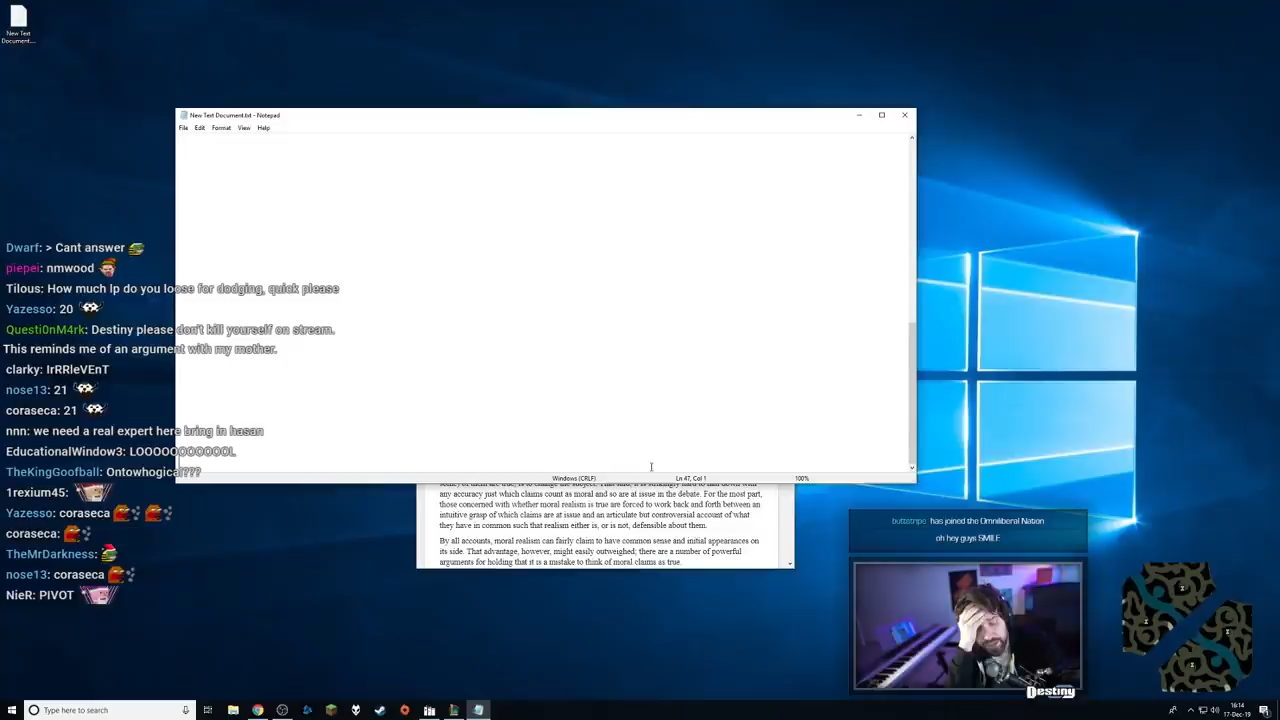 New Text
Document....
New Text Document.txt - Notepad
File Edit Format View Help
Dwarf: > Cant answer
piepei: nmwood
Tilous: How much lp do you loose for dodging, quick please
Yazesso: 20
Questi0nM4rk: Destiny please don't kill yourself on stream.
This reminds me of an argument with my mother.
clarky: IrRRIeVEnT
nose13: 21
coraseca: 21
nnn: we need a real expert here bring in hasan
EducationalWindow3: LOOOOOOOOOOOL
TheKingGoofball: Ontowhogical???
1rexium45:
Yazesso: coraseca
coraseca:
TheMrDarkness:
nose13: coraseca
NieR: PIVOT
Windows (CRLF) Ln 47, Col 1 100%
any accuracy just which claims count as moral and so are at issue in the debate. For the most part,
those concerned with whether moral realism is true are forced to work back and forth between an
intuitive grasp of which claims are at issue and an articulate but controversial account of what
they have in common such that realism either is, or is not, defensible about them.
By all accounts, moral realism can fairly claim to have common sense and initial appearances on
its side. That advantage, however, might easily outweighed; there are a number of powerful
arguments for holding that it is a mistake to think of moral claims as true.
buttstripe has joined the Omniliberal Nation
oh hey guys SMILE
Destiny
Type here to search
16:14
17-Dec-19